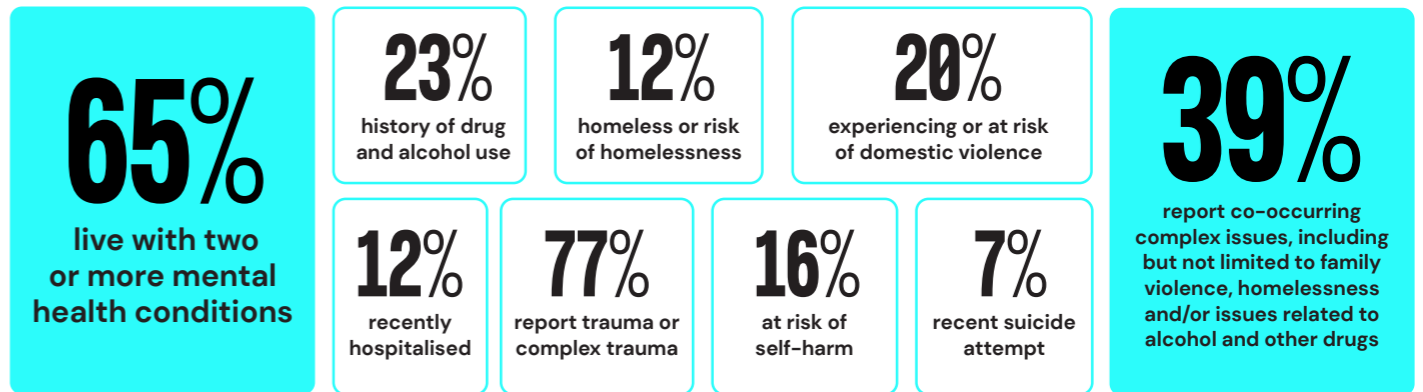 65%
live with two
or more mental
health conditions
23%
history of drug
and alcohol use
12%
homeless or risk
of homelessness
20%
experiencing or at risk
of domestic violence
12%
recently
hospitalised
77%
report trauma or
complex trauma
16%
at risk of
self-harm
7%
recent suicide
attempt
39%
report co-occurring
complex issues, including
but not limited to family
violence, homelessness
and/or issues related to
alcohol and other drugs